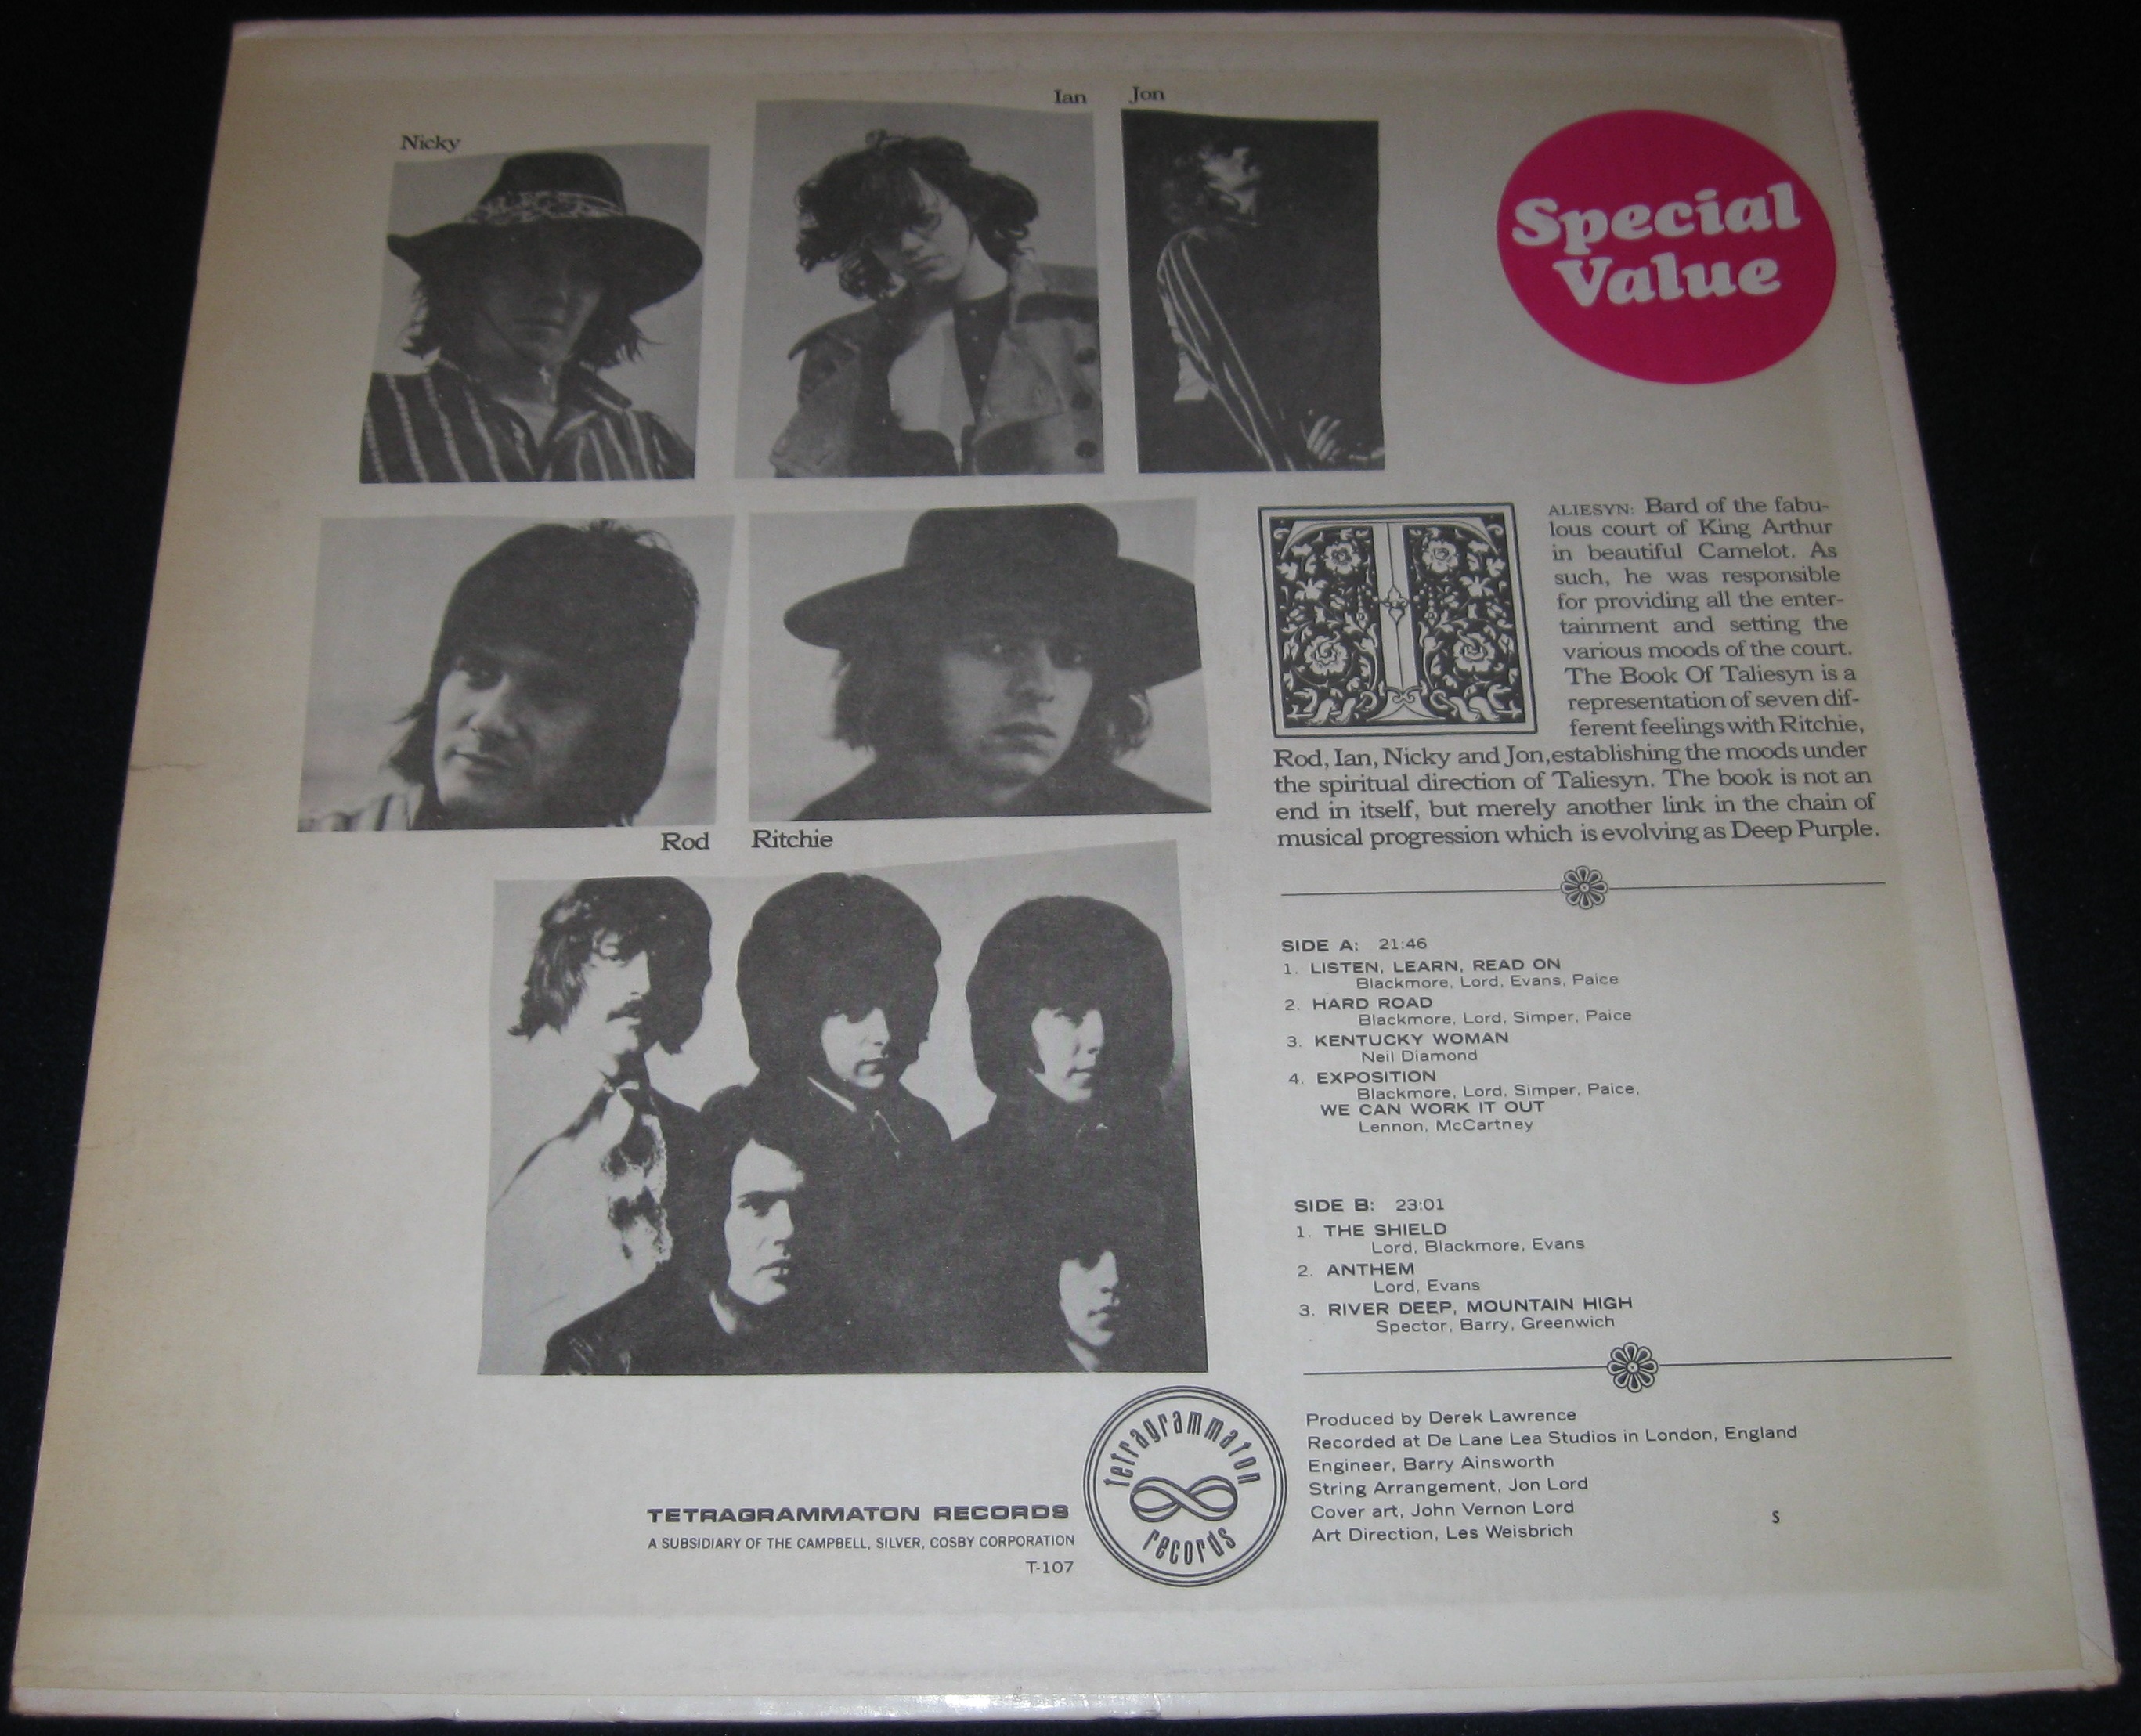 Nicky
Ian
Jon
Special
Value
Rod
Ritchie
T
ALIESYN: Bard of the fabu-
lous court of King Arthur
in beautiful Camelot. As
such, he was responsible
for providing all the enter-
tainment and setting the
various moods of the court.
The Book Of Taliesyn is a
representation of seven dif-
ferent feelings with Ritchie,
Rod, Ian, Nicky and Jon, establishing the moods under
the spiritual direction of Taliesyn. The book is not an
end in itself, but merely another link in the chain of
musical progression which is evolving as Deep Purple.
SIDE A: 21:46
1. LISTEN, LEARN, READ ON
Blackmore, Lord, Evans, Paice
2. HARD ROAD
Blackmore, Lord, Simper, Paice
3. KENTUCKY WOMAN
Neil Diamond
4. EXPOSITION
Blackmore, Lord, Simper, Paice,
WE CAN WORK IT OUT
Lennon, McCartney
SIDE B: 23:01
1. THE SHIELD
Lord, Blackmore, Evans
2. ANTHEM
Lord, Evans
3. RIVER DEEP, MOUNTAIN HIGH
Spector, Barry, Greenwich
Produced by Derek Lawrence
Recorded at De Lane Lea Studios in London, England
Engineer, Barry Ainsworth
String Arrangement, Jon Lord
Cover art, John Vernon Lord
Art Direction, Les Weisbrich
S
tetragrammaton
records
TETRAGRAMMATON RECORDS
A SUBSIDIARY OF THE CAMPBELL, SILVER, COSBY CORPORATION
T-107